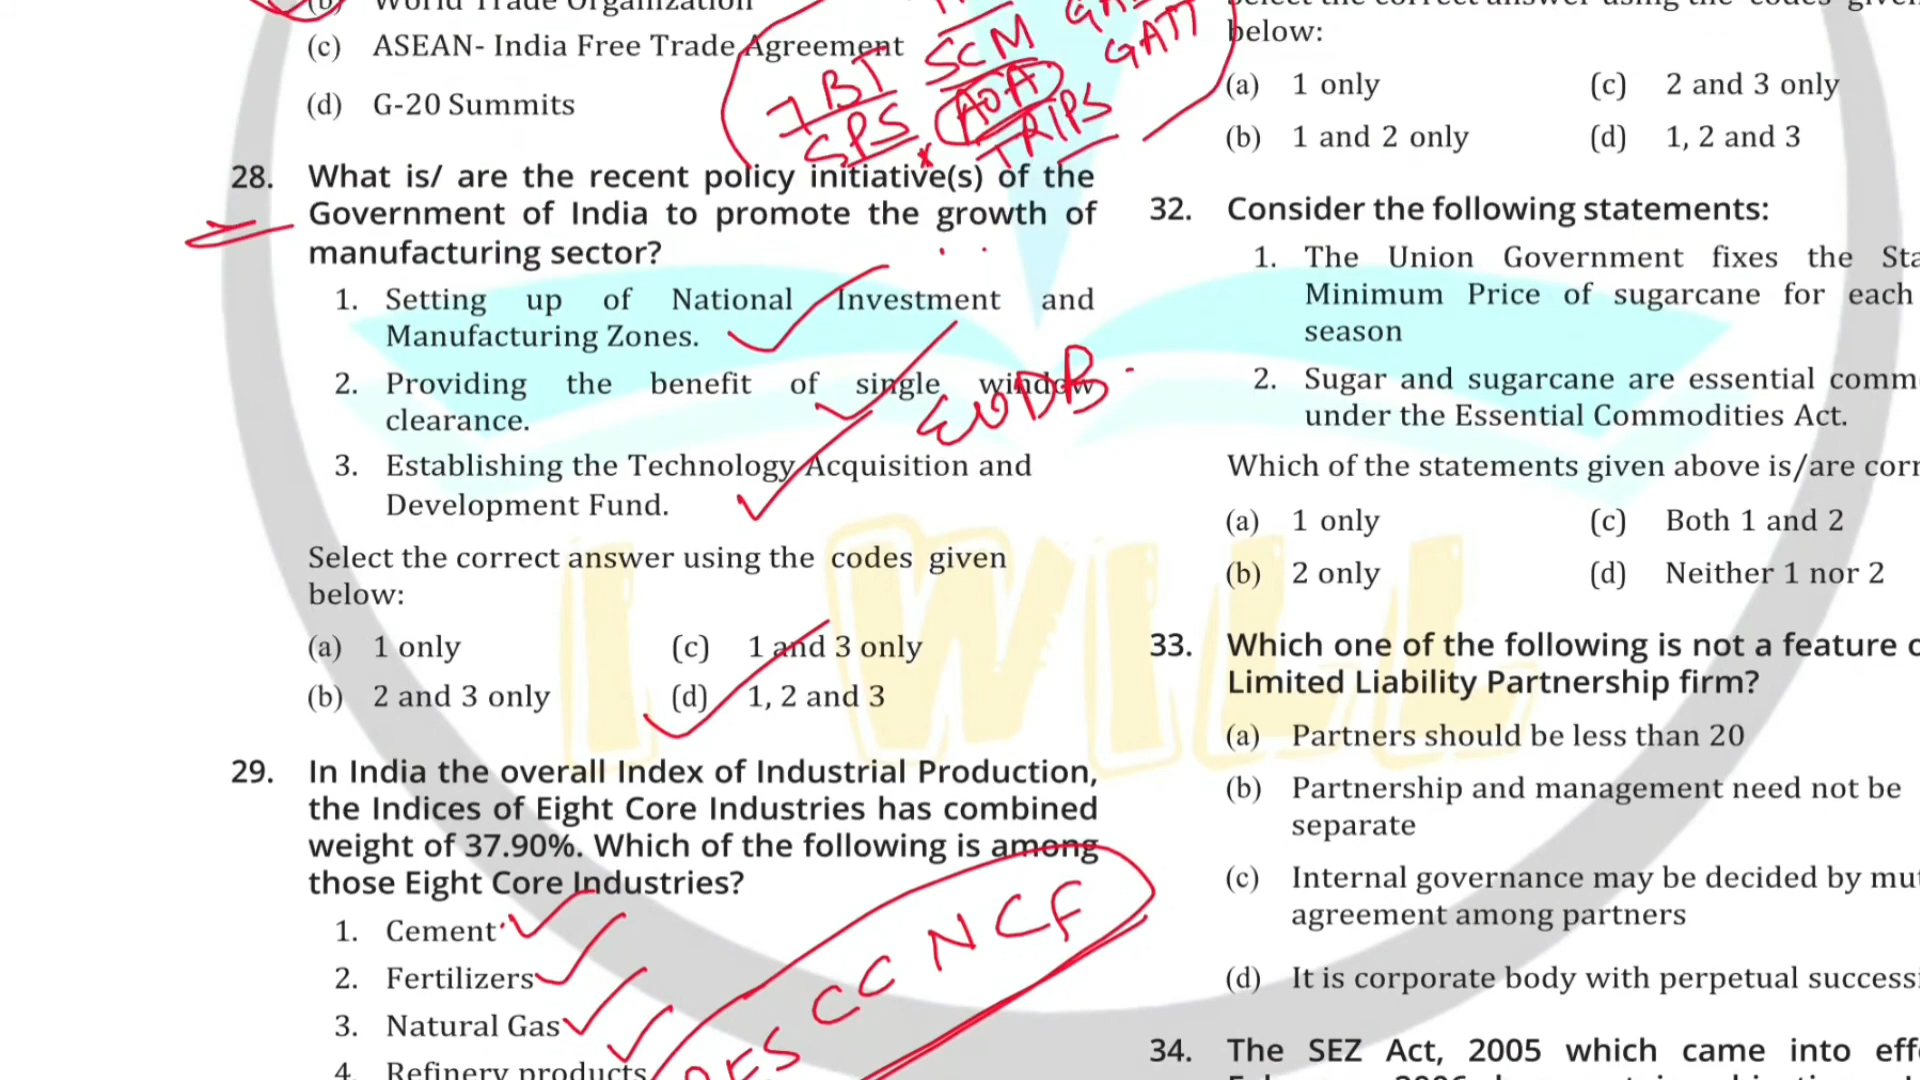 (c) ASEAN- India Free Trade Agreement
(d) G-20 Summits
TBT SCM GATT
SPS AOA TRIPS
28. What is/ are the recent policy initiative(s) of the
Government of India to promote the growth of
manufacturing sector?
1. Setting up of National Investment and
Manufacturing Zones.
2. Providing the benefit of single window
clearance.
EODB
3. Establishing the Technology Acquisition and
Development Fund.
Select the correct answer using the codes given
below:
(a) 1 only (c) 1 and 3 only
(b) 2 and 3 only (d) 1, 2 and 3
29. In India the overall Index of Industrial Production,
the Indices of Eight Core Industries has combined
weight of 37.90%. Which of the following is among
those Eight Core Industries?
1. Cement
2. Fertilizers
3. Natural Gas
4. Refinery products
CC NCF
below:
(a) 1 only (c) 2 and 3 only
(b) 1 and 2 only (d) 1, 2 and 3
32. Consider the following statements:
1. The Union Government fixes the
Minimum Price of sugarcane for each
season
2. Sugar and sugarcane are essential
under the Essential Commodities Act.
Which of the statements given above is/are
(a) 1 only (c) Both 1 and 2
(b) 2 only (d) Neither 1 nor 2
33. Which one of the following is not a feature
Limited Liability Partnership firm?
(a) Partners should be less than 20
(b) Partnership and management need not be
separate
(c) Internal governance may be decided by
agreement among partners
(d) It is corporate body with perpetual
34. The SEZ Act, 2005 which came into
I WILL